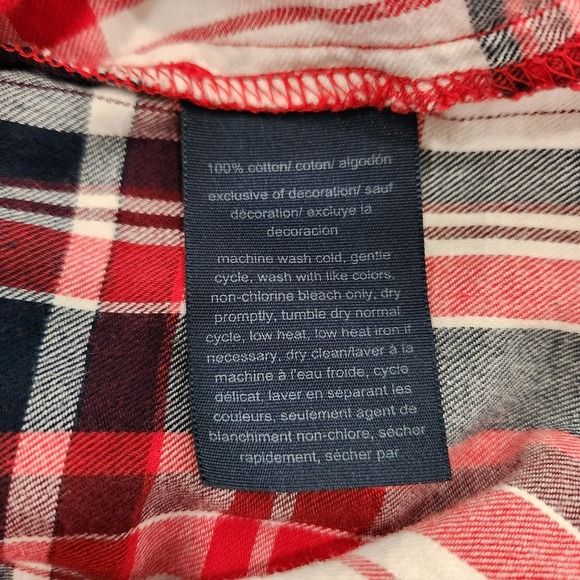 100% cotton/ coton/ algodón
exclusive of decoration/ sauf
décoration/ excluye la
decoración
machine wash cold, gentle
cycle, wash with like colors,
non-chlorine bleach only, dry
promptly, tumble dry normal
cycle, low heat, low heat iron if
necessary, dry clean/laver à la
machine à l'eau froide, cycle
délicat, laver en séparant les
couleurs, seulement agent de
blanchiment non-chlore, sécher
rapidement, sécher par